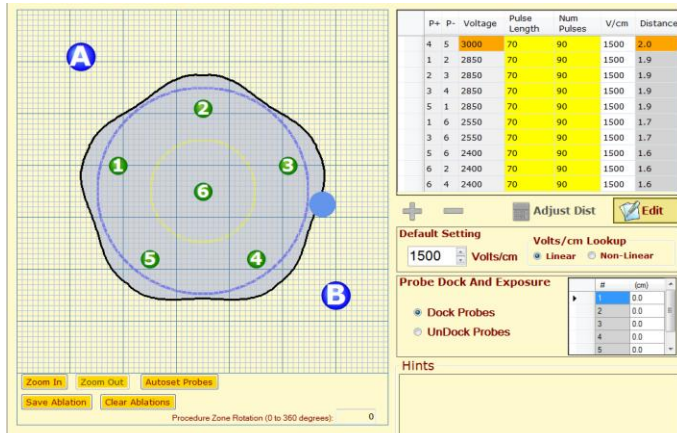 A
2
1
3
6
5
4
B
Zoom In Zoom Out Autoset Probes
Save Ablation Clear Ablations
Procedure Zone Rotation (0 to 360 degrees): 0
P+ P- Voltage Pulse Length Num Pulses V/cm Distance
4 5 3000 70 90 1500 2.0
1 2 2850 70 90 1500 1.9
2 3 2850 70 90 1500 1.9
3 4 2850 70 90 1500 1.9
5 1 2850 70 90 1500 1.9
1 6 2550 70 90 1500 1.7
3 6 2550 70 90 1500 1.7
5 6 2400 70 90 1500 1.6
6 2 2400 70 90 1500 1.6
6 4 2400 70 90 1500 1.6
Adjust Dist Edit
Default Setting
1500 Volts/cm
Volts/cm Lookup
Linear Non-Linear
Probe Dock And Exposure
Dock Probes
UnDock Probes
# (cm)
1 0.0
2 0.0
3 0.0
4 0.0
5 0.0
Hints